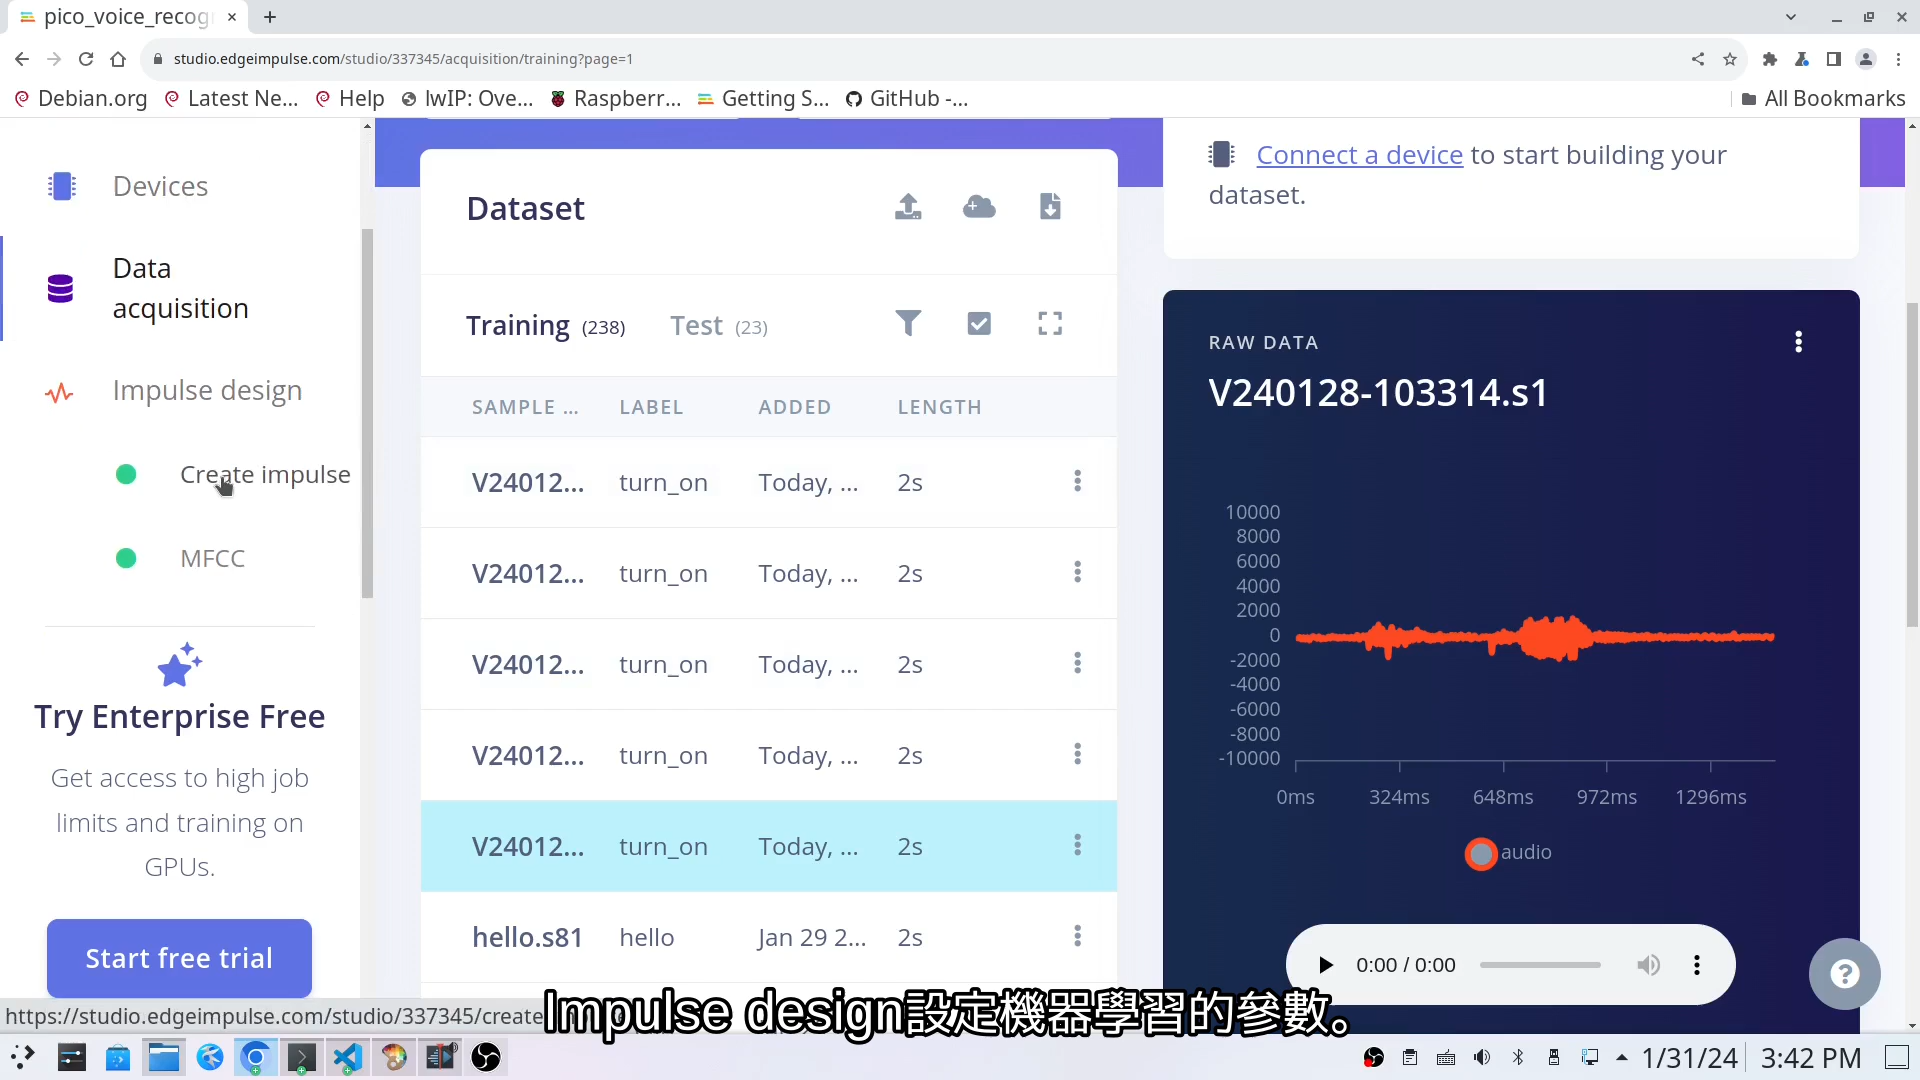 pico_voice_recog
studio.edgeimpulse.com/studio/337345/acquisition/training?page=1
Debian.org
Latest Ne...
Help
lwIP: Ove...
Raspberr...
Getting S...
GitHub -...
All Bookmarks
Devices
Data
acquisition
Impulse design
Create impulse
MFCC
Try Enterprise Free
Get access to high job
limits and training on
GPUs.
Start free trial
Dataset
Training (238)
Test (23)
SAMPLE ... LABEL ADDED LENGTH
V24012... turn_on Today, ... 2s
V24012... turn_on Today, ... 2s
V24012... turn_on Today, ... 2s
V24012... turn_on Today, ... 2s
V24012... turn_on Today, ... 2s
hello.s81 hello Jan 29 2... 2s
Connect a device to start building your
dataset.
RAW DATA
V240128-103314.s1
10000
8000
6000
4000
2000
0
-2000
-4000
-6000
-8000
-10000
0ms 324ms 648ms 972ms 1296ms
audio
0:00 / 0:00
?
https://studio.edgeimpulse.com/studio/337345/create
Impulse design設定機器學習的參數。
1/31/24 3:42 PM